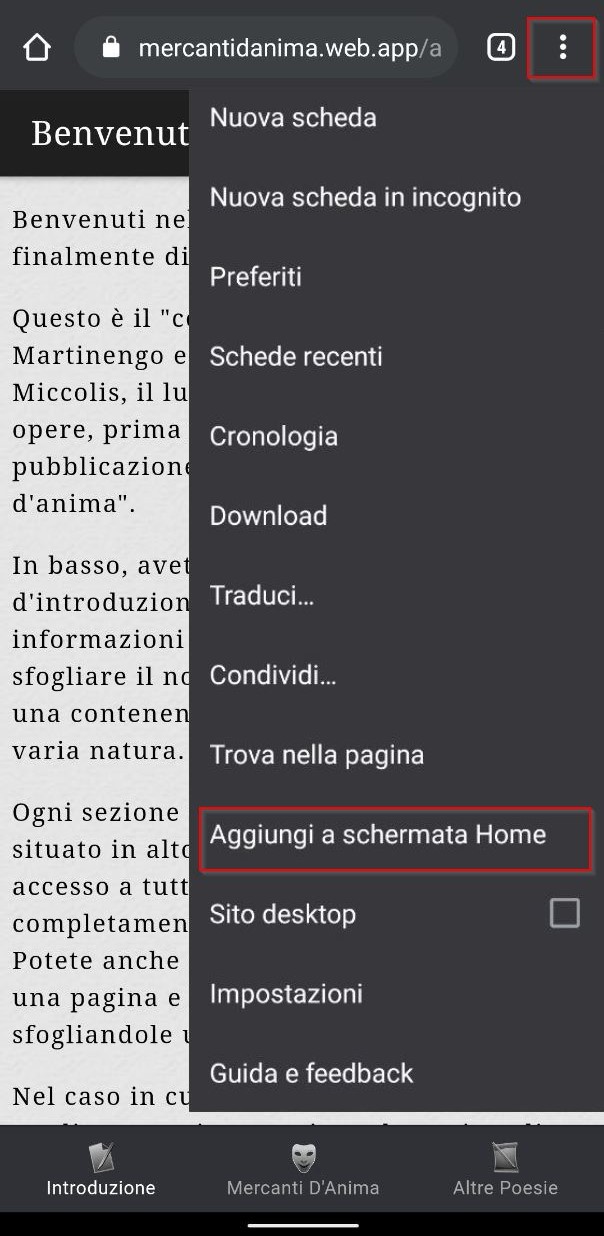 mercantidanima.web.app/a
4
Benvenut
Benvenuti nel
finalmente di
Questo è il "c
Martinengo e
Miccolis, il lu
opere, prima
pubblicazione
d'anima".
In basso, avet
d'introduzion
informazioni
sfogliare il no
una contenen
varia natura.
Ogni sezione
situato in alto
accesso a tutt
completamen
Potete anche
una pagina e
sfogliandole u
Nel caso in cu
Nuova scheda
Nuova scheda in incognito
Preferiti
Schede recenti
Cronologia
Download
Traduci…
Condividi…
Trova nella pagina
Aggiungi a schermata Home
Sito desktop
Impostazioni
Guida e feedback
Introduzione
Mercanti D'Anima
Altre Poesie